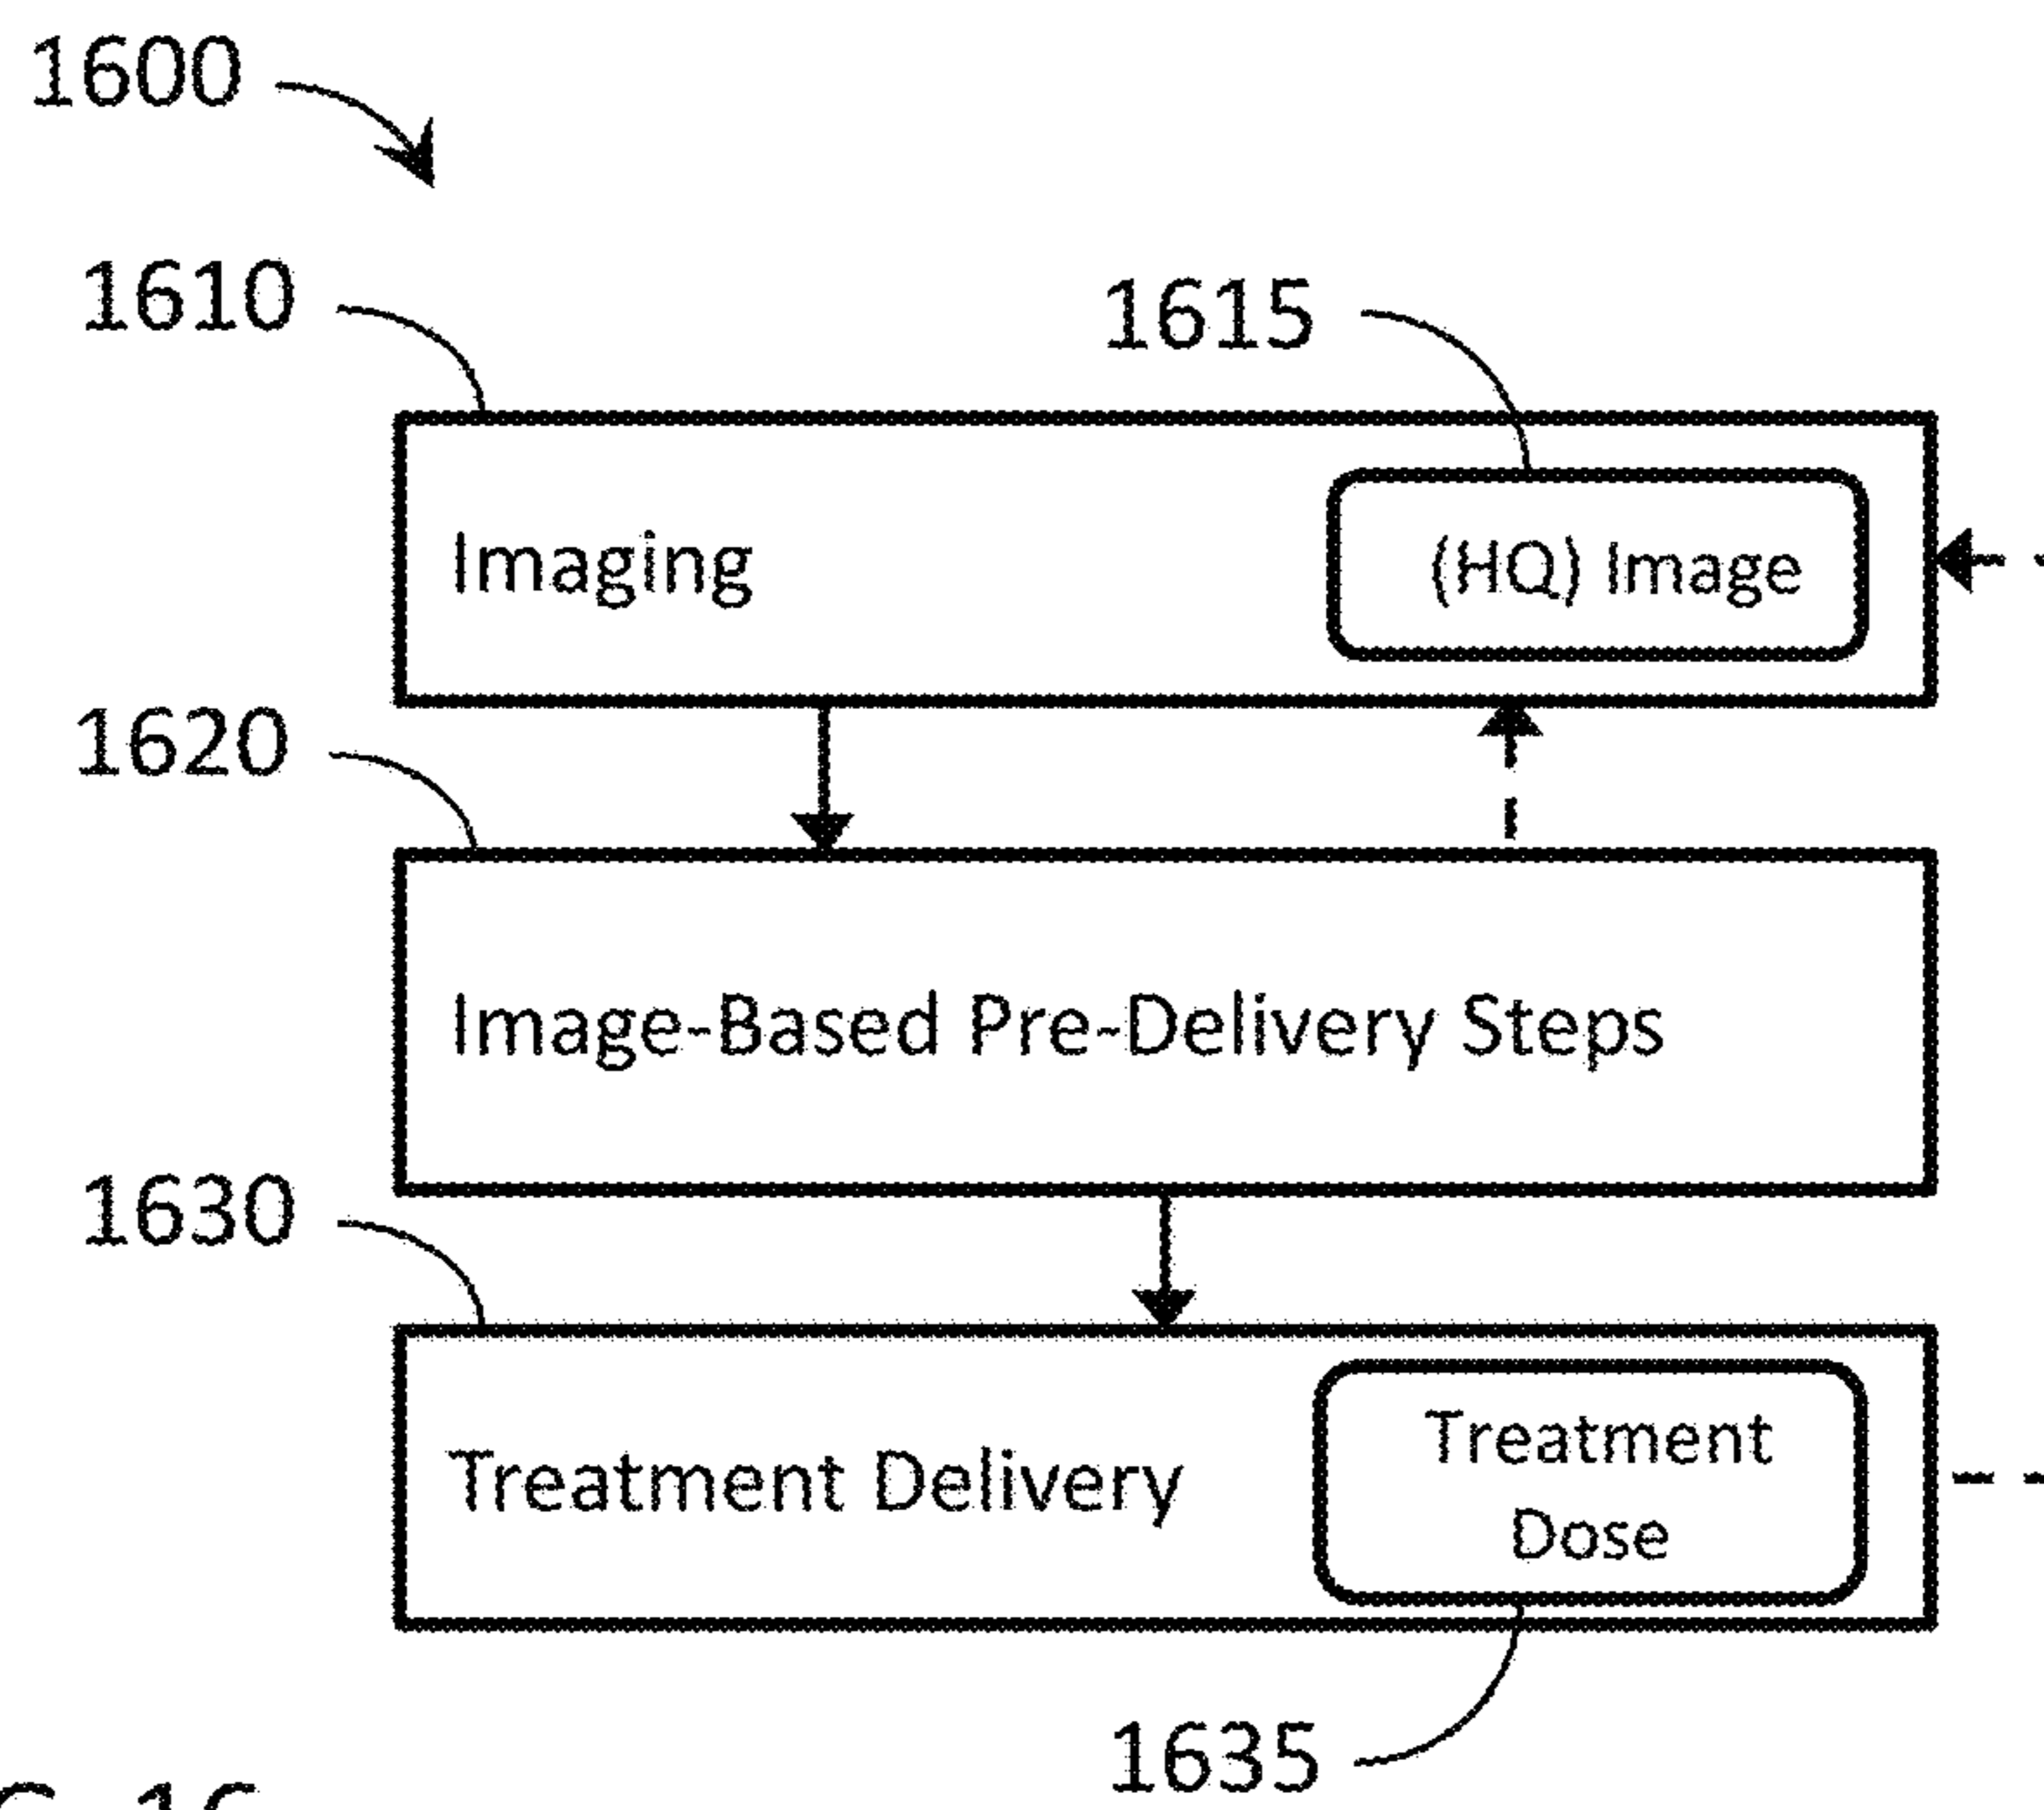 1600
1610
1615
Imaging
(HQ) Image
1620
Image-Based Pre-Delivery Steps
1630
Treatment Delivery
Treatment
Dose
1635